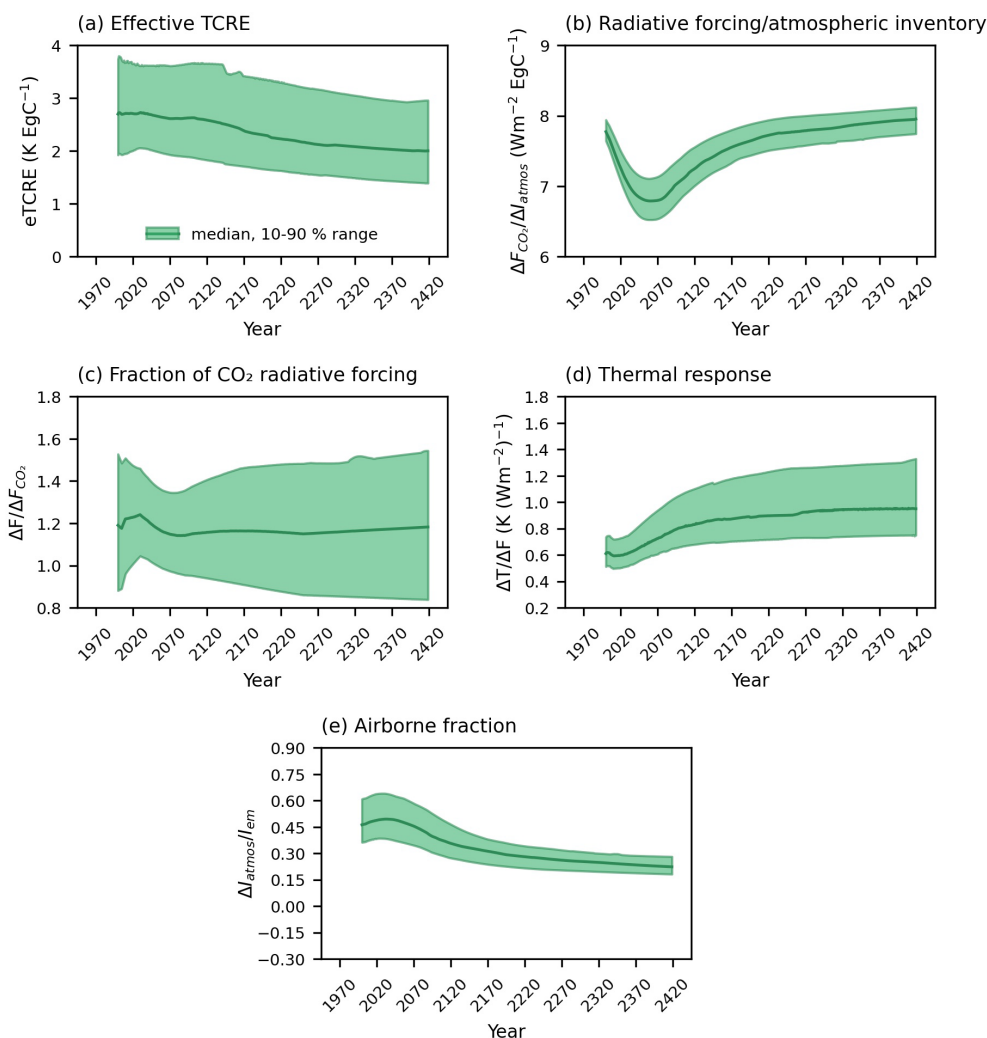 (a) Effective TCRE
eTCRE (K EgC⁻¹)
4
3
2
1
0
median, 10-90 % range
1970 2020 2070 2120 2170 2220 2270 2320 2370 2420
Year
(b) Radiative forcing/atmospheric inventory
ΔF_CO₂/ΔI_atmos (Wm⁻² EgC⁻¹)
9
8
7
6
1970 2020 2070 2120 2170 2220 2270 2320 2370 2420
Year
(c) Fraction of CO₂ radiative forcing
ΔF/ΔF_CO₂
1.8
1.6
1.4
1.2
1.0
0.8
1970 2020 2070 2120 2170 2220 2270 2320 2370 2420
Year
(d) Thermal response
ΔT/ΔF (K (Wm⁻²)⁻¹)
1.8
1.6
1.4
1.2
1.0
0.8
0.6
0.4
0.2
1970 2020 2070 2120 2170 2220 2270 2320 2370 2420
Year
(e) Airborne fraction
ΔI_atmos/I_em
0.90
0.75
0.60
0.45
0.30
0.15
0.00
−0.15
−0.30
1970 2020 2070 2120 2170 2220 2270 2320 2370 2420
Year